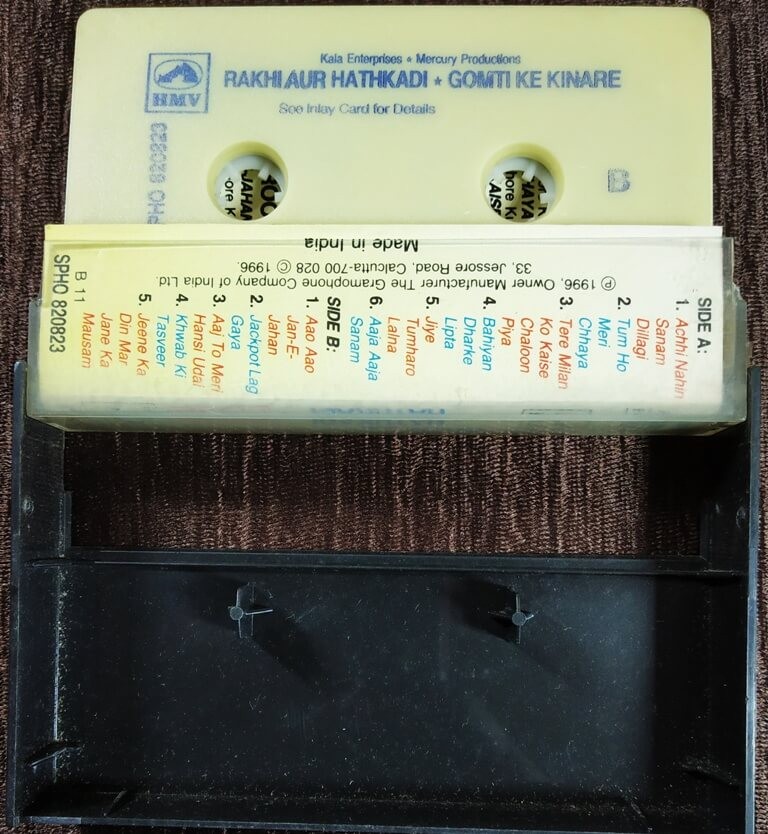 Kala Enterprises * Mercury Productions
RAKHI AUR HATHKADI * GOMTI KE KINARE
HMV
See Inlay Card for Details
SPHO 820823
B
Made in India
33, Jessore Road, Calcutta-700 028 © 1996.
℗ 1996, Owner Manufacturer The Gramophone Company of India Ltd.
SIDE A:
1. Achhi Nahin
Sanam
Dillagi
2. Tum Ho
Meri
Chhaya
3. Tere Milan
Ko Kaise
Chaloon
Piya
4. Bahiyan
Dharke
Lipta
5. Jiye
Tumharo
Lalna
6. Aaja Aaja
Sanam
SIDE B:
1. Aao Aao
Jan-E-
Jahan
2. Jackpot Lag
Gaya
3. Aaj To Meri
Hansi Udai
4. Khwab Ki
Tasveer
5. Jeene Ka
Din Mar
Jane Ka
Mausam
B 11
SPHO 820823